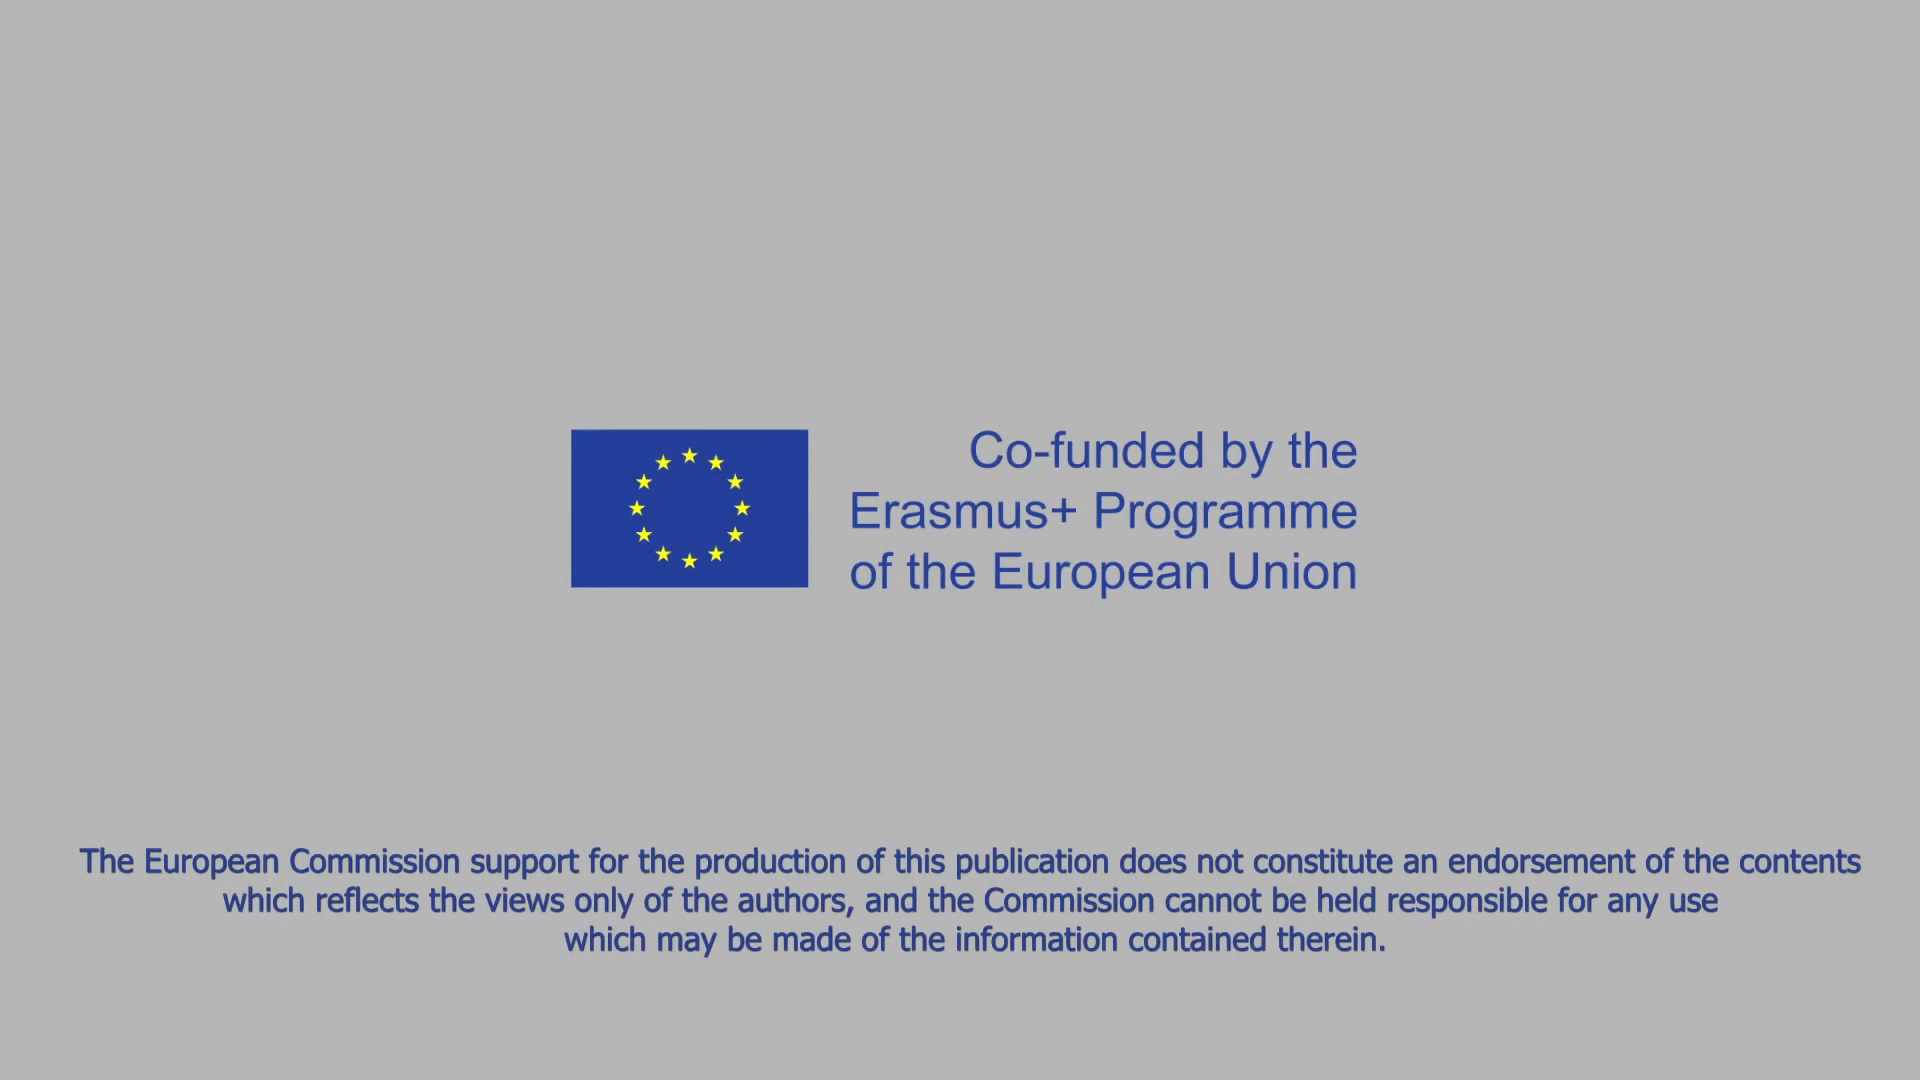 Co-funded by the
Erasmus+ Programme
of the European Union
The European Commission support for the production of this publication does not constitute an endorsement of the contents
which reflects the views only of the authors, and the Commission cannot be held responsible for any use
which may be made of the information contained therein.